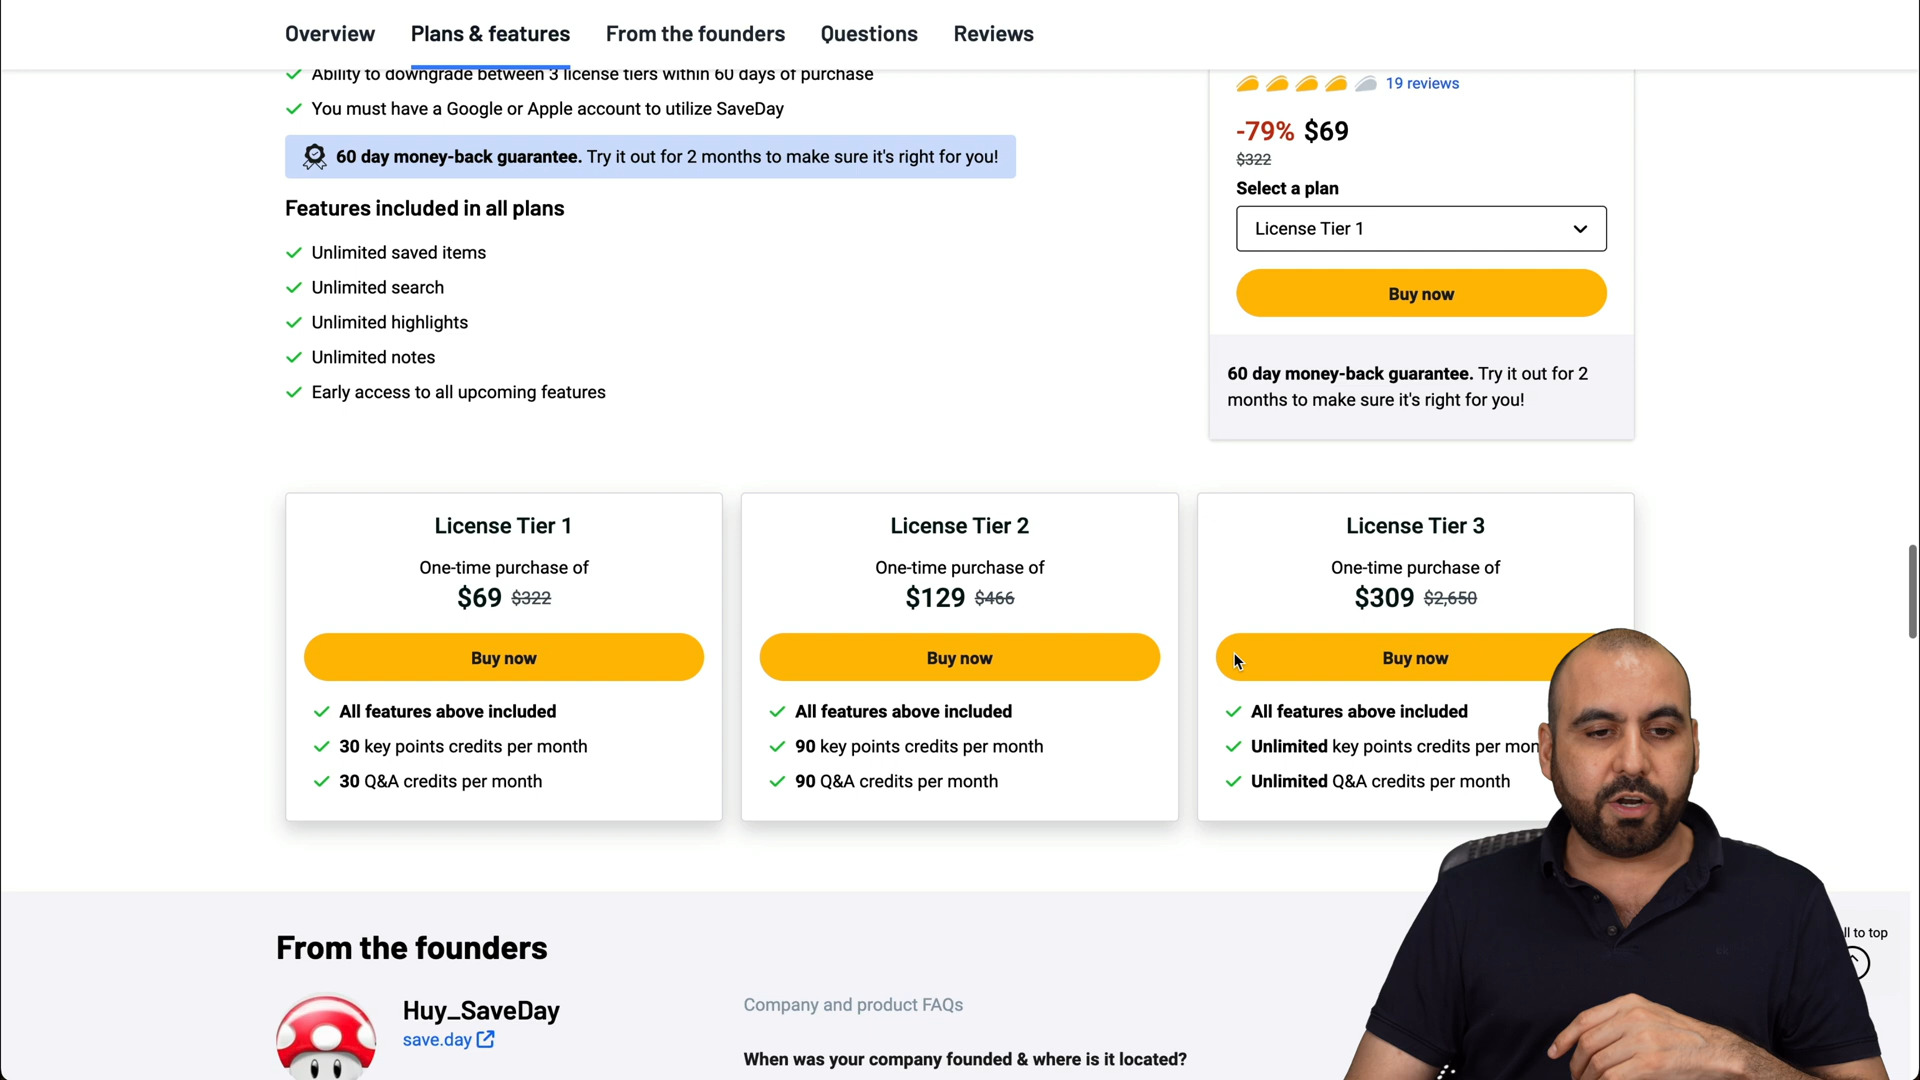 Overview Plans & features From the founders Questions Reviews
Ability to downgrade between 3 license tiers within 60 days of purchase
You must have a Google or Apple account to utilize SaveDay
60 day money-back guarantee. Try it out for 2 months to make sure it's right for you!
Features included in all plans
Unlimited saved items
Unlimited search
Unlimited highlights
Unlimited notes
Early access to all upcoming features
19 reviews
-79% $69
$322
Select a plan
License Tier 1
Buy now
60 day money-back guarantee. Try it out for 2
months to make sure it's right for you!
License Tier 1
One-time purchase of
$69 $322
Buy now
All features above included
30 key points credits per month
30 Q&A credits per month
License Tier 2
One-time purchase of
$129 $466
Buy now
All features above included
90 key points credits per month
90 Q&A credits per month
License Tier 3
One-time purchase of
$309 $2,650
Buy now
All features above included
Unlimited key points credits per mon
Unlimited Q&A credits per month
From the founders
Huy_SaveDay
save.day
Company and product FAQs
When was your company founded & where is it located?
ll to top